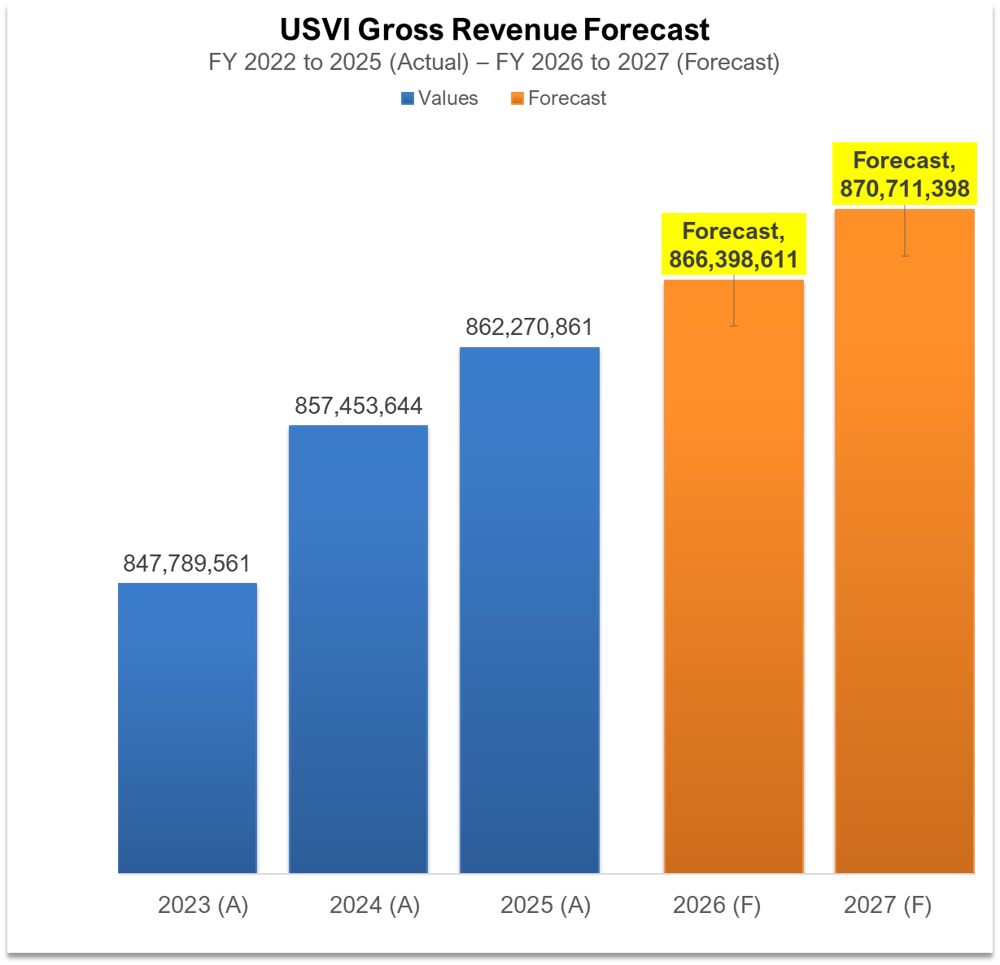 USVI Gross Revenue Forecast
FY 2022 to 2025 (Actual) – FY 2026 to 2027 (Forecast)
Values
Forecast
847,789,561
857,453,644
862,270,861
Forecast,
866,398,611
Forecast,
870,711,398
2023 (A)
2024 (A)
2025 (A)
2026 (F)
2027 (F)